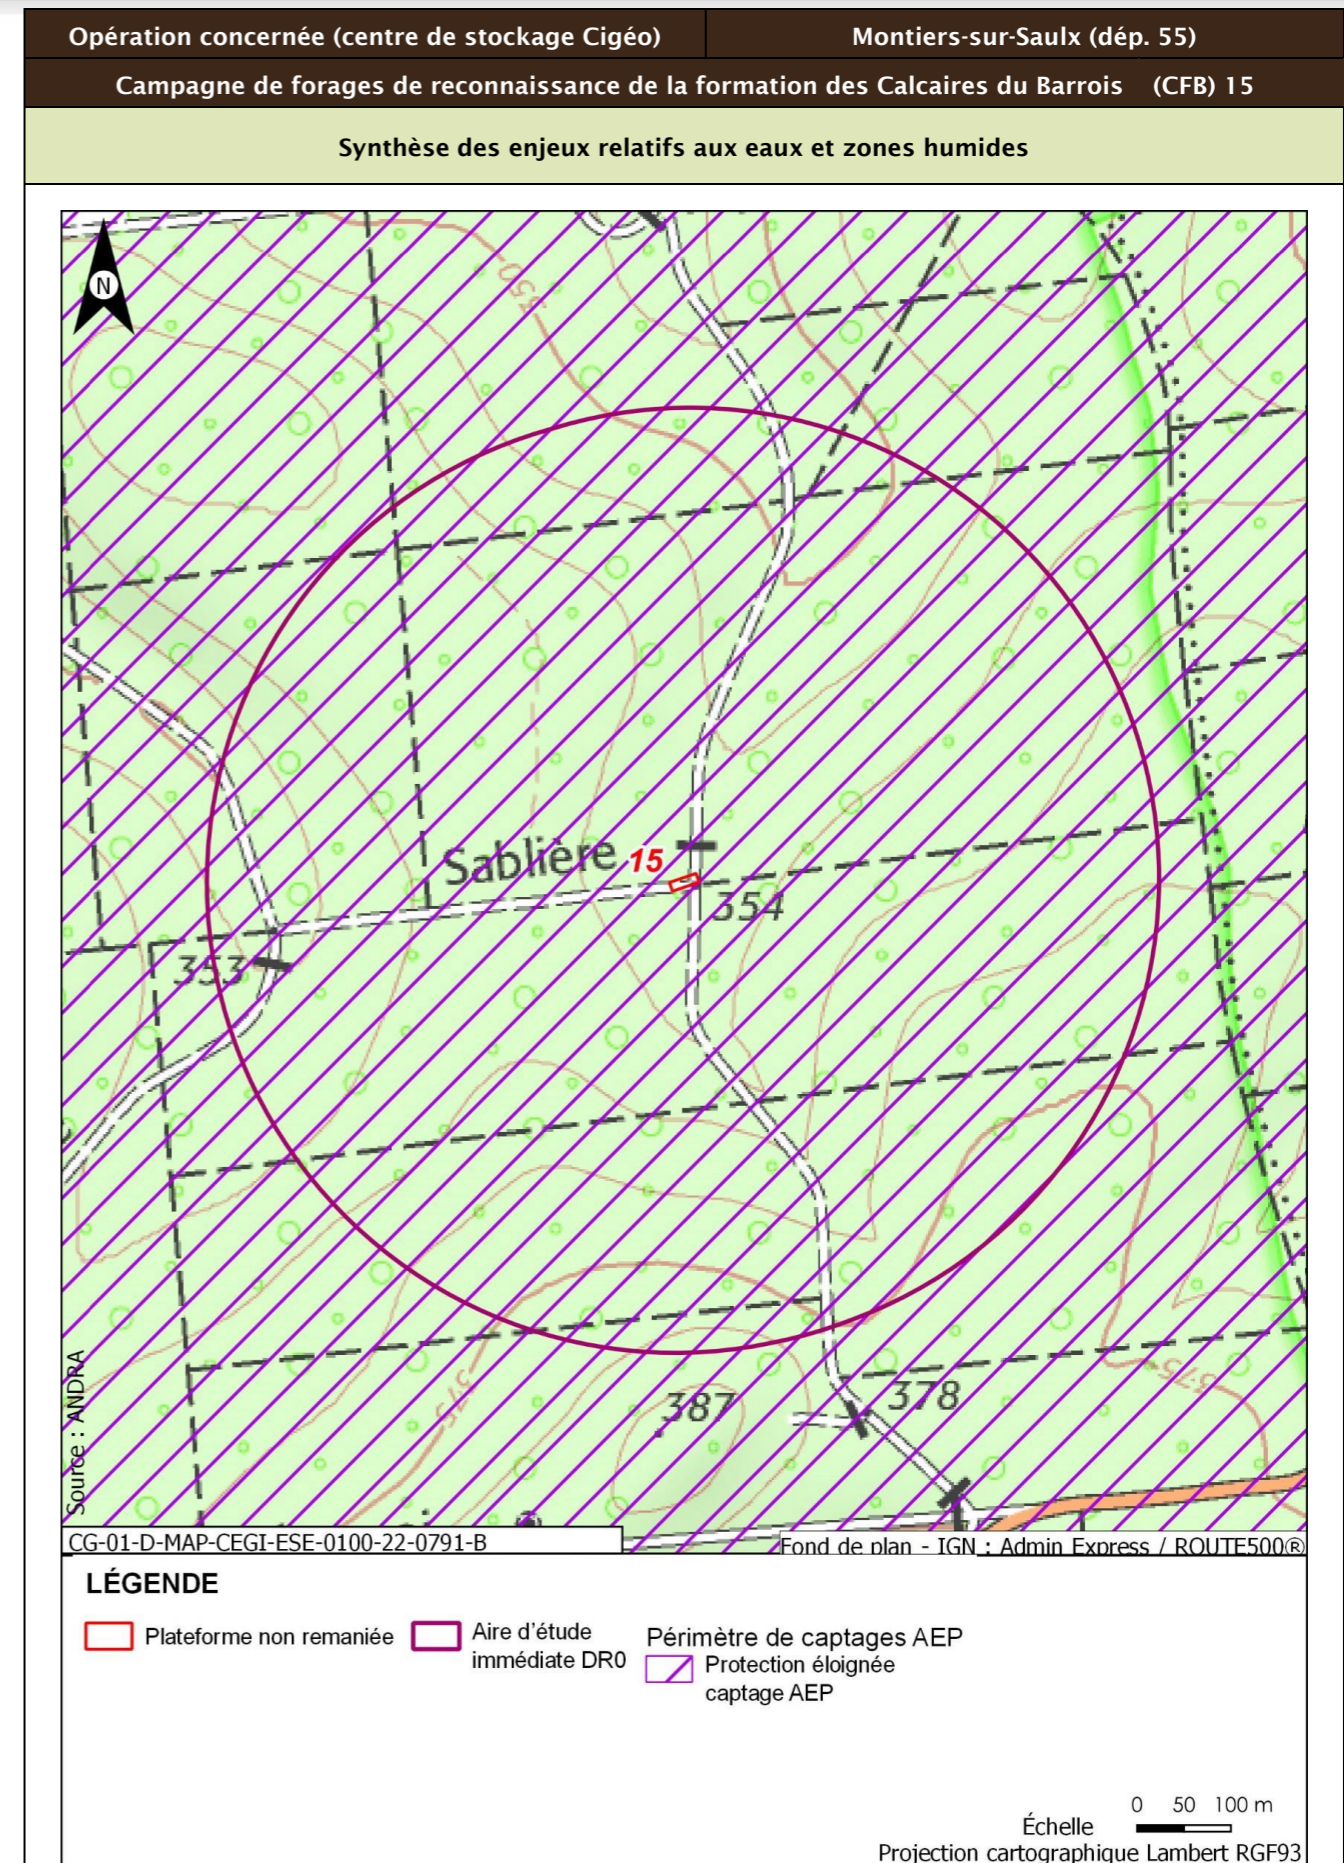 Opération concernée (centre de stockage Cigéo)
Montiers-sur-Saulx (dép. 55)
Campagne de forages de reconnaissance de la formation des Calcaires du Barrois (CFB) 15
Synthèse des enjeux relatifs aux eaux et zones humides
N
350
Sablière
15
354
353
375
387
378
375
Source : ANDRA
CG-01-D-MAP-CEGI-ESE-0100-22-0791-B
Fond de plan - IGN : Admin Express / ROUTE500®
LÉGENDE
Plateforme non remaniée
Aire d'étude
immédiate DR0
Périmètre de captages AEP
Protection éloignée
captage AEP
0 50 100 m
Échelle
Projection cartographique Lambert RGF93